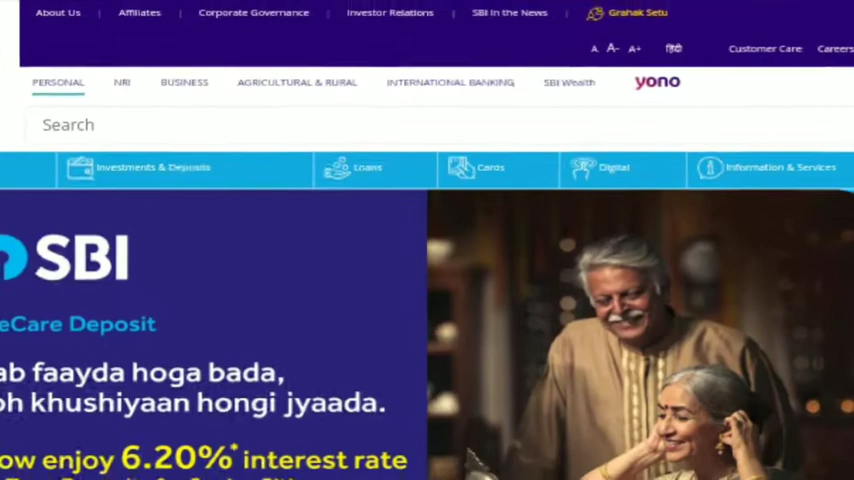 About Us | Affiliates | Corporate Governance | Investor Relations | SBI in the News | Grahak Setu
A A- A+ हिंदी Customer Care Careers
PERSONAL NRI BUSINESS AGRICULTURAL & RURAL INTERNATIONAL BANKING SBI Wealth yono
Search
Investments & Deposits Loans Cards Digital Information & Services
SBI
eCare Deposit
ab faayda hoga bada,
oh khushiyaan hongi jyaada.
ow enjoy 6.20%* interest rate